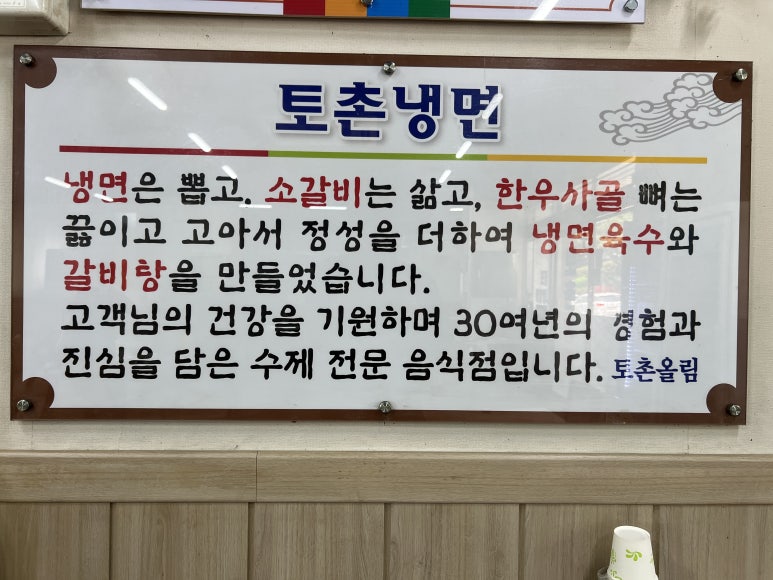 토촌냉면
냉면은 뽑고, 소갈비는 삶고, 한우사골 뼈는
끓이고 고아서 정성을 더하여 냉면육수와
갈비탕을 만들었습니다.
고객님의 건강을 기원하며 30여년의 경험과
진심을 담은 수제 전문 음식점입니다. 토촌올림